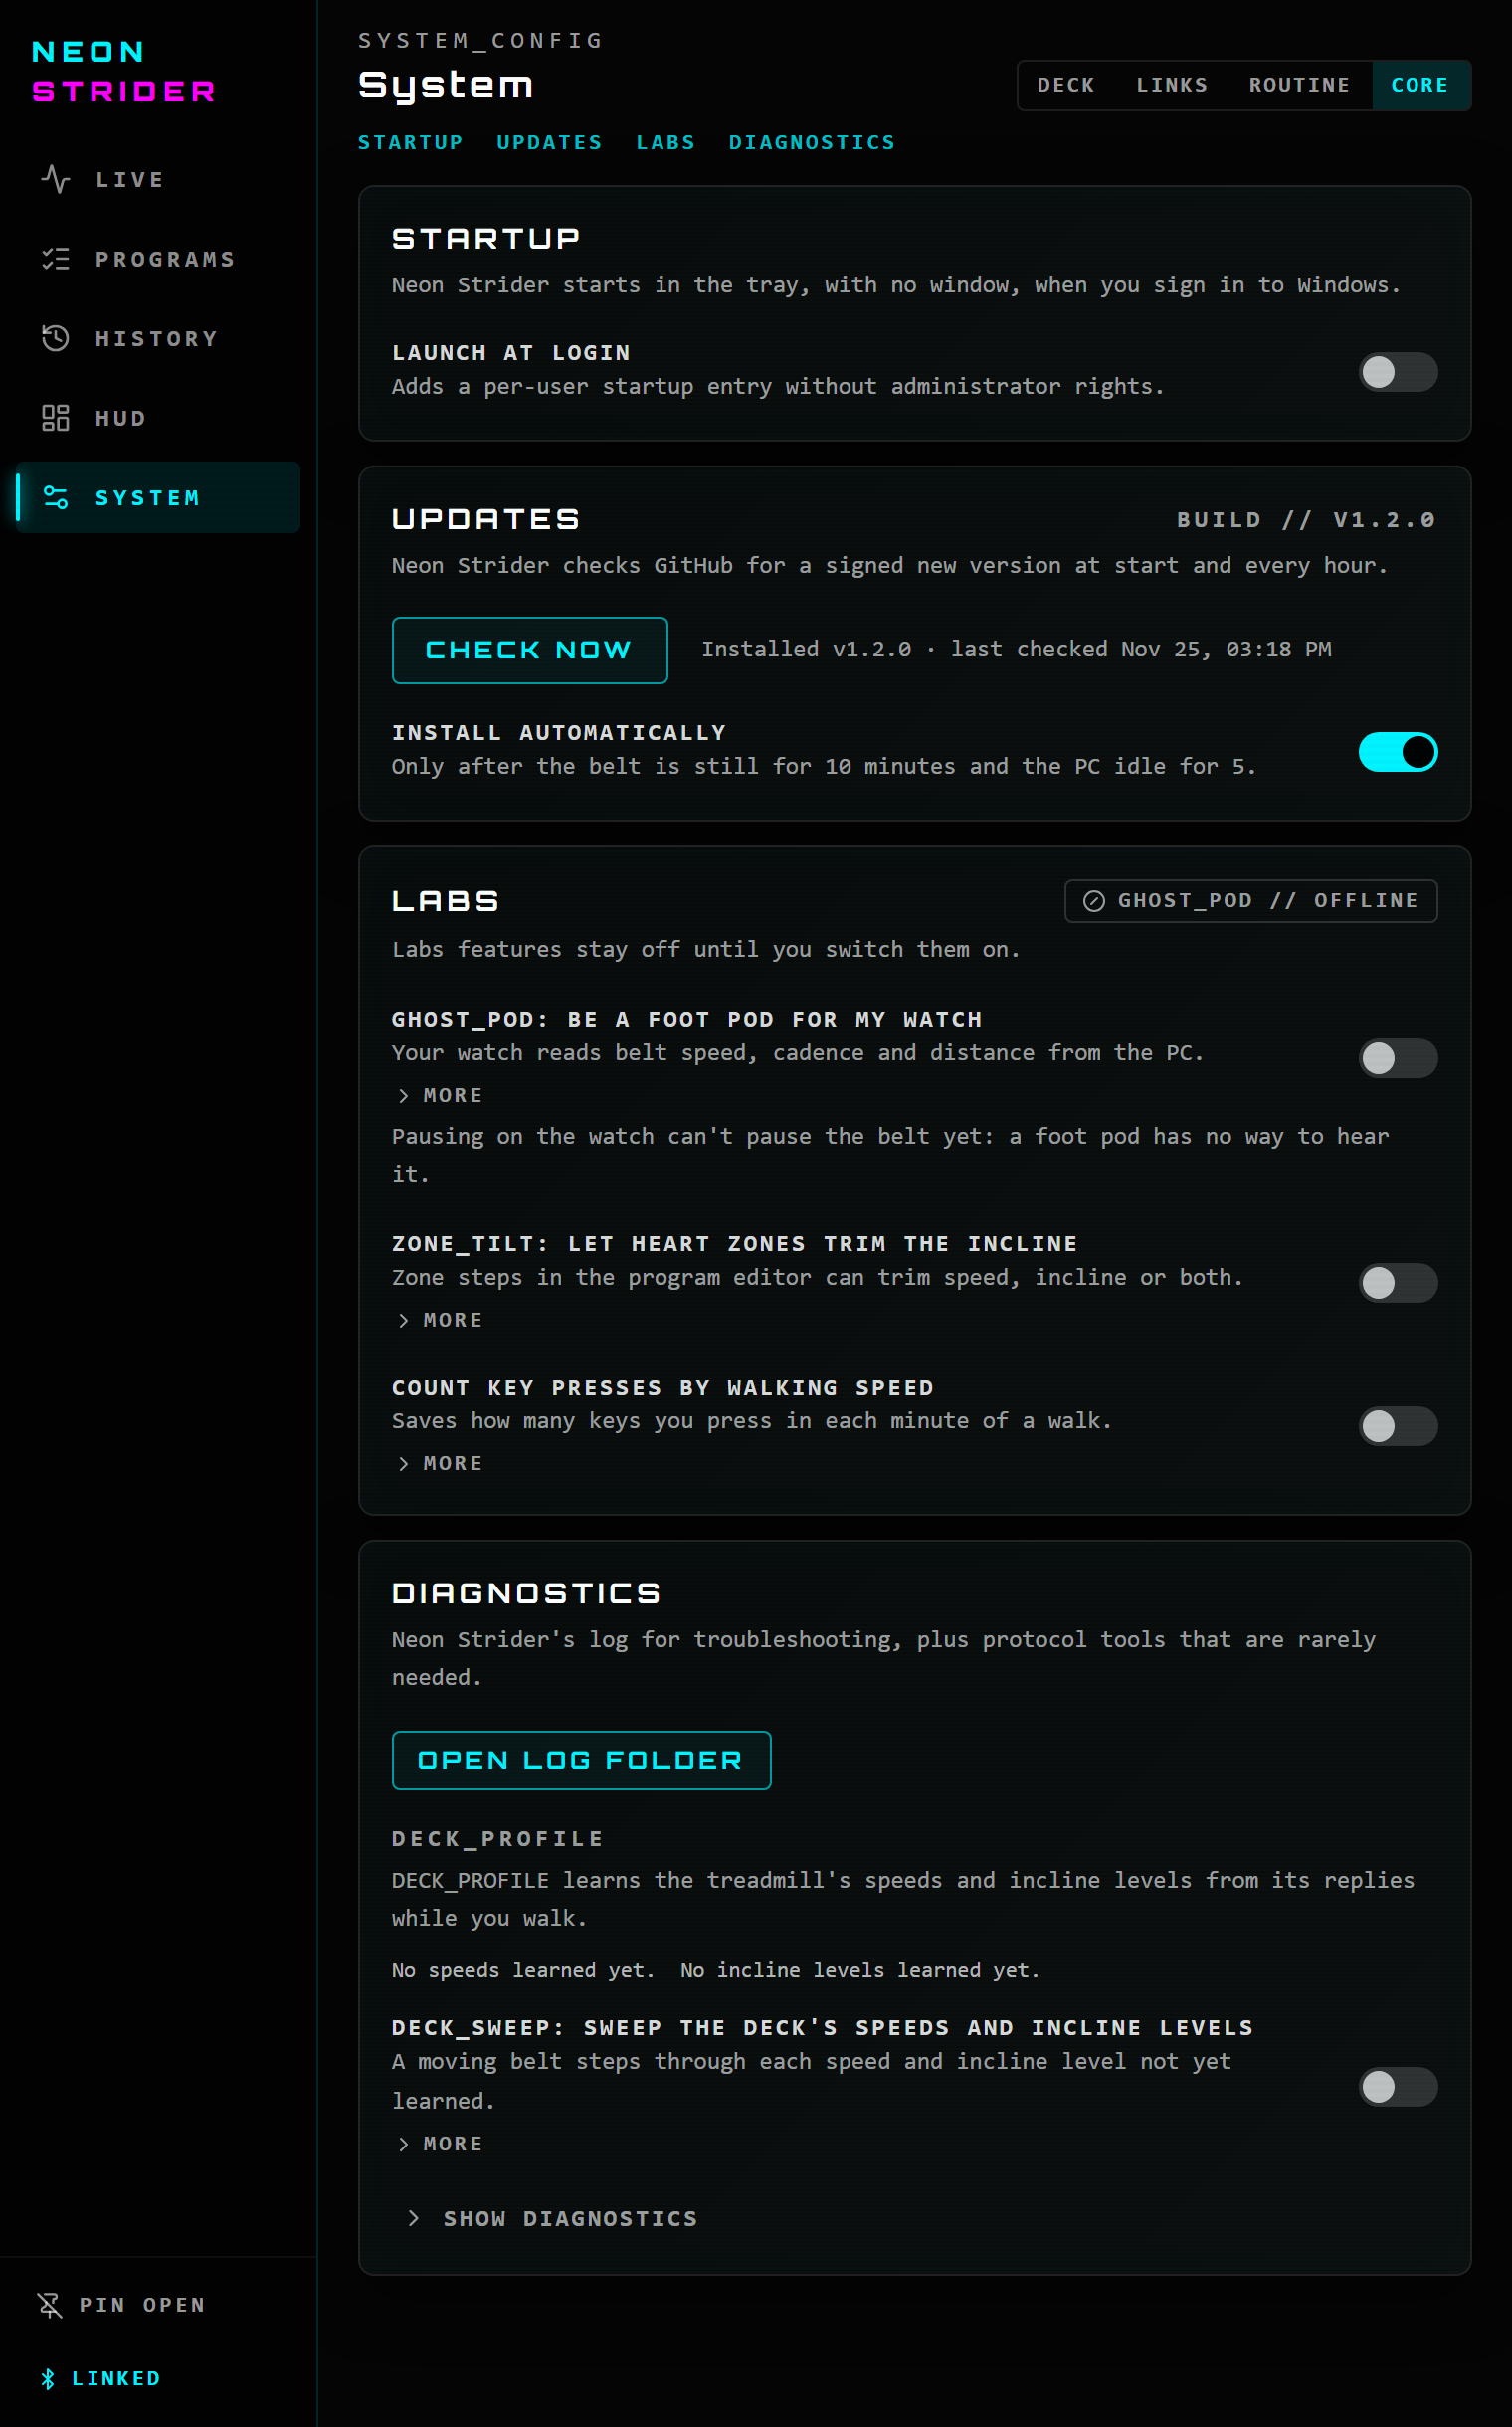 NEON
STRIDER
LIVE
PROGRAMS
HISTORY
HUD
SYSTEM
PIN OPEN
LINKED
SYSTEM_CONFIG
System
DECK LINKS ROUTINE CORE
STARTUP UPDATES LABS DIAGNOSTICS
STARTUP
Neon Strider starts in the tray, with no window, when you sign in to Windows.
LAUNCH AT LOGIN
Adds a per-user startup entry without administrator rights.
UPDATES
BUILD // V1.2.0
Neon Strider checks GitHub for a signed new version at start and every hour.
CHECK NOW
Installed v1.2.0 · last checked Nov 25, 03:18 PM
INSTALL AUTOMATICALLY
Only after the belt is still for 10 minutes and the PC idle for 5.
LABS
GHOST_POD // OFFLINE
Labs features stay off until you switch them on.
GHOST_POD: BE A FOOT POD FOR MY WATCH
Your watch reads belt speed, cadence and distance from the PC.
MORE
Pausing on the watch can't pause the belt yet: a foot pod has no way to hear
it.
ZONE_TILT: LET HEART ZONES TRIM THE INCLINE
Zone steps in the program editor can trim speed, incline or both.
MORE
COUNT KEY PRESSES BY WALKING SPEED
Saves how many keys you press in each minute of a walk.
MORE
DIAGNOSTICS
Neon Strider's log for troubleshooting, plus protocol tools that are rarely
needed.
OPEN LOG FOLDER
DECK_PROFILE
DECK_PROFILE learns the treadmill's speeds and incline levels from its replies
while you walk.
No speeds learned yet. No incline levels learned yet.
DECK_SWEEP: SWEEP THE DECK'S SPEEDS AND INCLINE LEVELS
A moving belt steps through each speed and incline level not yet
learned.
MORE
SHOW DIAGNOSTICS